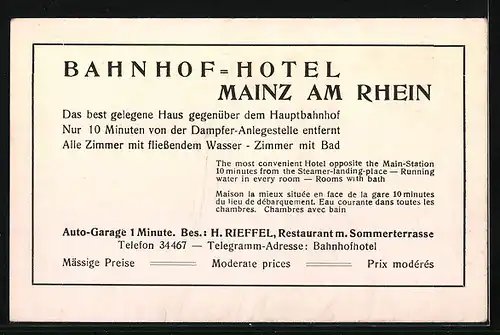 BAHNHOF=HOTEL
MAINZ AM RHEIN
Das best gelegene Haus gegenüber dem Hauptbahnhof
Nur 10 Minuten von der Dampfer-Anlegestelle entfernt
Alle Zimmer mit fließendem Wasser - Zimmer mit Bad
The most convenient Hotel opposite the Main-Station
10 minutes from the Steamer-landing-place — Running
water in every room — Rooms with bath
Maison la mieux située en face de la gare 10 minutes
du lieu de débarquement. Eau courante dans toutes les
chambres. Chambres avec bain
Auto-Garage 1 Minute. Bes.: H. RIEFFEL, Restaurant m. Sommerterrasse
Telefon 34467 — Telegramm-Adresse: Bahnhofhotel
Mässige Preise Moderate prices Prix modérés